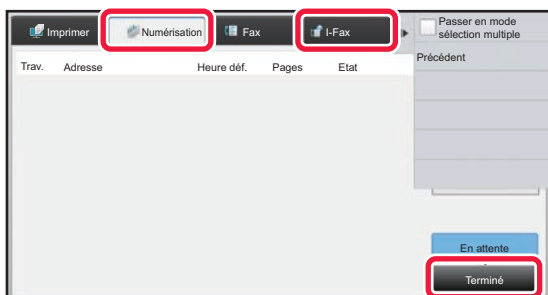 Imprimer Numérisation Fax I-Fax
Passer en mode
sélection multiple
Trav. Adresse Heure déf. Pages Etat
Précédent
En attente
Terminé